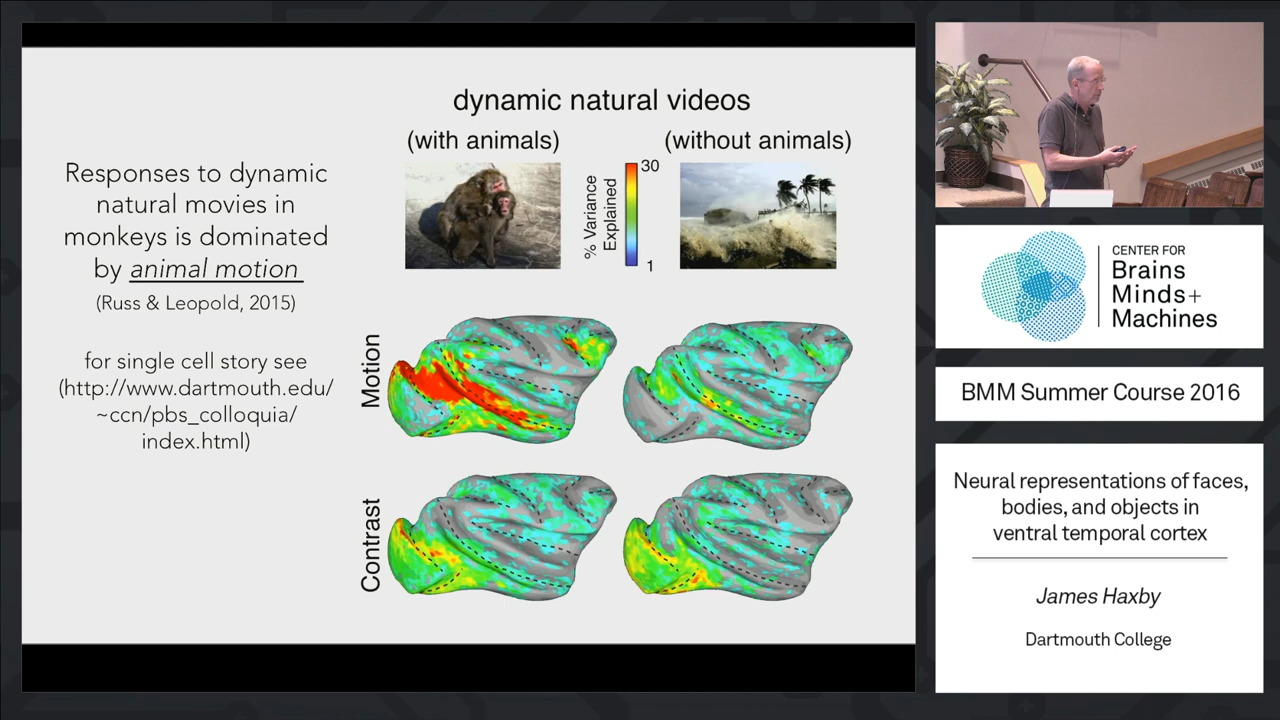 dynamic natural videos
(with animals)
(without animals)
Responses to dynamic
natural movies in
monkeys is dominated
by animal motion
(Russ & Leopold, 2015)
for single cell story see
(http://www.dartmouth.edu/
~ccn/pbs_colloquia/
index.html)
% Variance
Explained
30
1
Motion
Contrast
CENTER FOR
Brains
Minds+
Machines
BMM Summer Course 2016
Neural representations of faces,
bodies, and objects in
ventral temporal cortex
James Haxby
Dartmouth College